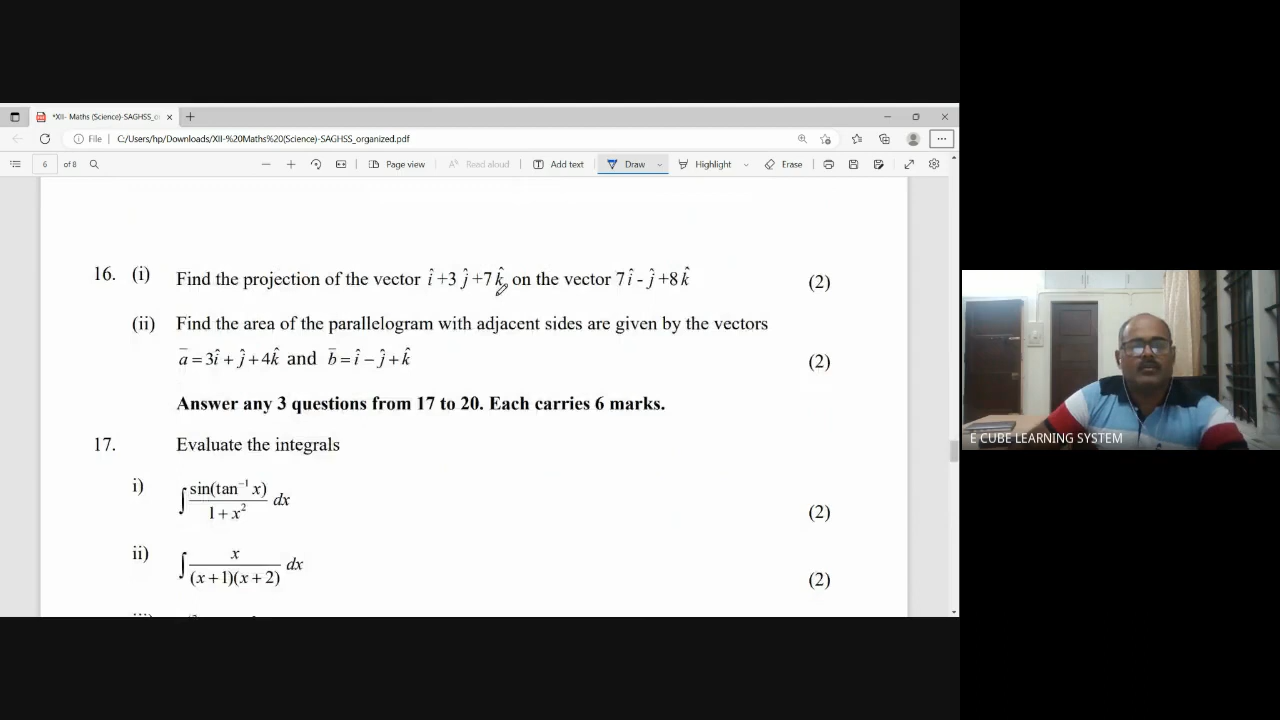 *XII- Maths (Science)-SAGHSS_o
File
C:/Users/hp/Downloads/XII-%20Maths%20(Science)-SAGHSS_organized.pdf
6 of 8
Page view
Read aloud
Add text
Draw
Highlight
Erase
16. (i) Find the projection of the vector î +3 ĵ +7 k̂ on the vector 7 î - ĵ +8 k̂ (2)
(ii) Find the area of the parallelogram with adjacent sides are given by the vectors
a̅ = 3î + ĵ + 4k̂ and b̅ = î − ĵ + k̂ (2)
Answer any 3 questions from 17 to 20. Each carries 6 marks.
17. Evaluate the integrals
i) ∫ sin(tan⁻¹ x) / 1 + x² dx (2)
ii) ∫ x / (x + 1)(x + 2) dx (2)
E CUBE LEARNING SYSTEM